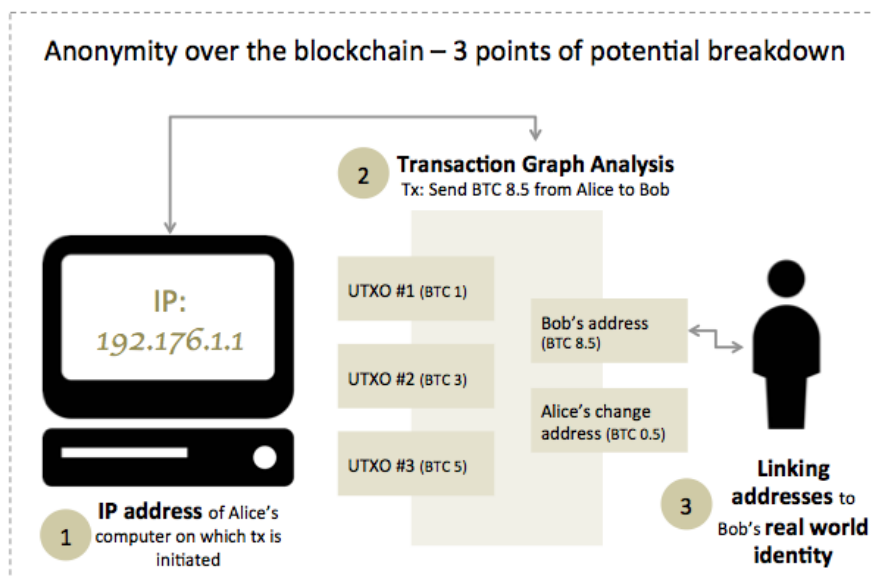 Anonymity over the blockchain – 3 points of potential breakdown
2
Transaction Graph Analysis
Tx: Send BTC 8.5 from Alice to Bob
IP:
192.176.1.1
UTXO #1 (BTC 1)
UTXO #2 (BTC 3)
UTXO #3 (BTC 5)
Bob's address
(BTC 8.5)
Alice's change
address (BTC 0.5)
1
IP address of Alice's
computer on which tx is
initiated
3
Linking
addresses to
Bob's real world
identity